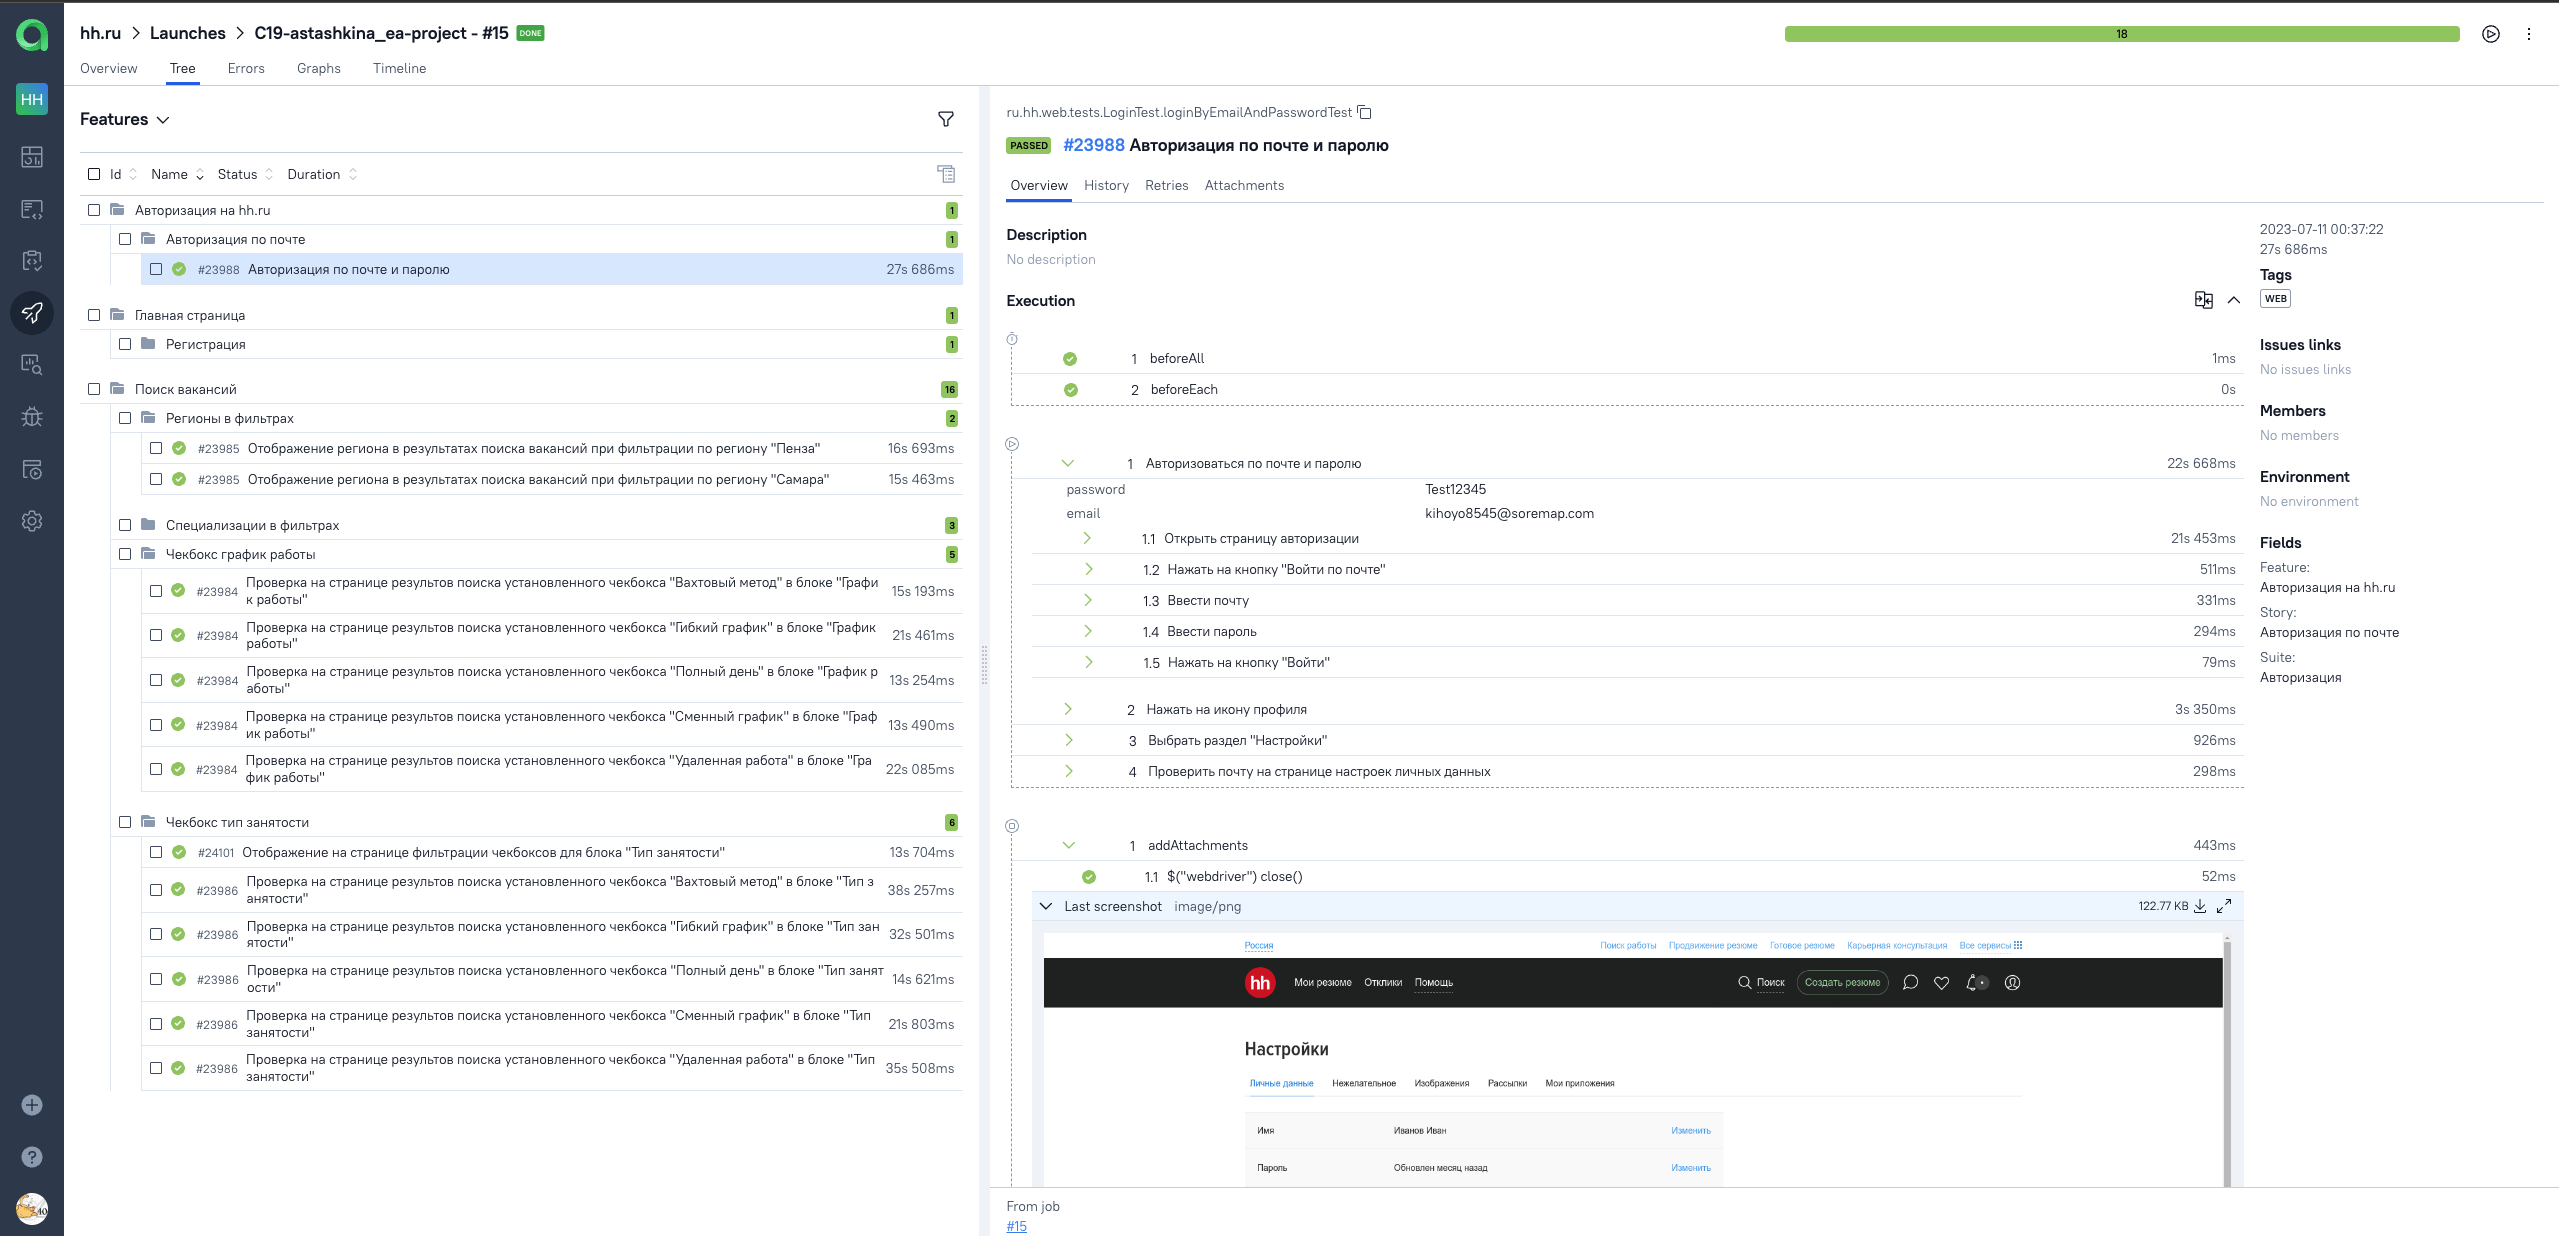 hh.ru > Launches > C19-astashkina_ea-project - #15 DONE
18
Overview Tree Errors Graphs Timeline
HH
Features
Id Name Status Duration
Авторизация на hh.ru 1
Авторизация по почте 1
#23988 Авторизация по почте и паролю 27s 686ms
Главная страница 1
Регистрация 1
Поиск вакансий 16
Регионы в фильтрах 2
#23985 Отображение региона в результатах поиска вакансий при фильтрации по региону "Пенза" 16s 693ms
#23985 Отображение региона в результатах поиска вакансий при фильтрации по региону "Самара" 15s 463ms
Специализации в фильтрах 3
Чекбокс график работы 5
#23984 Проверка на странице результов поиска установленного чекбокса "Вахтовый метод" в блоке "Графи
к работы" 15s 193ms
#23984 Проверка на странице результов поиска установленного чекбокса "Гибкий график" в блоке "График
работы" 21s 461ms
#23984 Проверка на странице результов поиска установленного чекбокса "Полный день" в блоке "График р
аботы" 13s 254ms
#23984 Проверка на странице результов поиска установленного чекбокса "Сменный график" в блоке "Граф
ик работы" 13s 490ms
#23984 Проверка на странице результов поиска установленного чекбокса "Удаленная работа" в блоке "Гра
фик работы" 22s 085ms
Чекбокс тип занятости 6
#24101 Отображение на странице фильтрации чекбоксов для блока "Тип занятости" 13s 704ms
#23986 Проверка на странице результов поиска установленного чекбокса "Вахтовый метод" в блоке "Тип з
анятости" 38s 257ms
#23986 Проверка на странице результов поиска установленного чекбокса "Гибкий график" в блоке "Тип зан
ятости" 32s 501ms
#23986 Проверка на странице результов поиска установленного чекбокса "Полный день" в блоке "Тип занят
ости" 14s 621ms
#23986 Проверка на странице результов поиска установленного чекбокса "Сменный график" в блоке "Тип
занятости" 21s 803ms
#23986 Проверка на странице результов поиска установленного чекбокса "Удаленная работа" в блоке "Тип
занятости" 35s 508ms
ru.hh.web.tests.LoginTest.loginByEmailAndPasswordTest
PASSED #23988 Авторизация по почте и паролю
Overview History Retries Attachments
Description
No description
Execution
1 beforeAll 1ms
2 beforeEach 0s
1 Авторизоваться по почте и паролю 22s 668ms
password Test12345
email kihoyo8545@soremap.com
1.1 Открыть страницу авторизации 21s 453ms
1.2 Нажать на кнопку "Войти по почте" 511ms
1.3 Ввести почту 331ms
1.4 Ввести пароль 294ms
1.5 Нажать на кнопку "Войти" 79ms
2 Нажать на икону профиля 3s 350ms
3 Выбрать раздел "Настройки" 926ms
4 Проверить почту на странице настроек личных данных 298ms
1 addAttachments 443ms
1.1 $("webdriver") close() 52ms
Last screenshot image/png 122.77 KB
Россия Поиск работы Продвижение резюме Готовое резюме Карьерная консультация Все сервисы
hh Мои резюме Отклики Помощь Поиск Создать резюме
Настройки
Личные данные Нежелательное Изображения Рассылки Мои приложения
Имя Иванов Иван Изменить
Пароль Обновлен месяц назад Изменить
From job
#15
2023-07-11 00:37:22
27s 686ms
Tags
WEB
Issues links
No issues links
Members
No members
Environment
No environment
Fields
Feature:
Авторизация на hh.ru
Story:
Авторизация по почте
Suite:
Авторизация